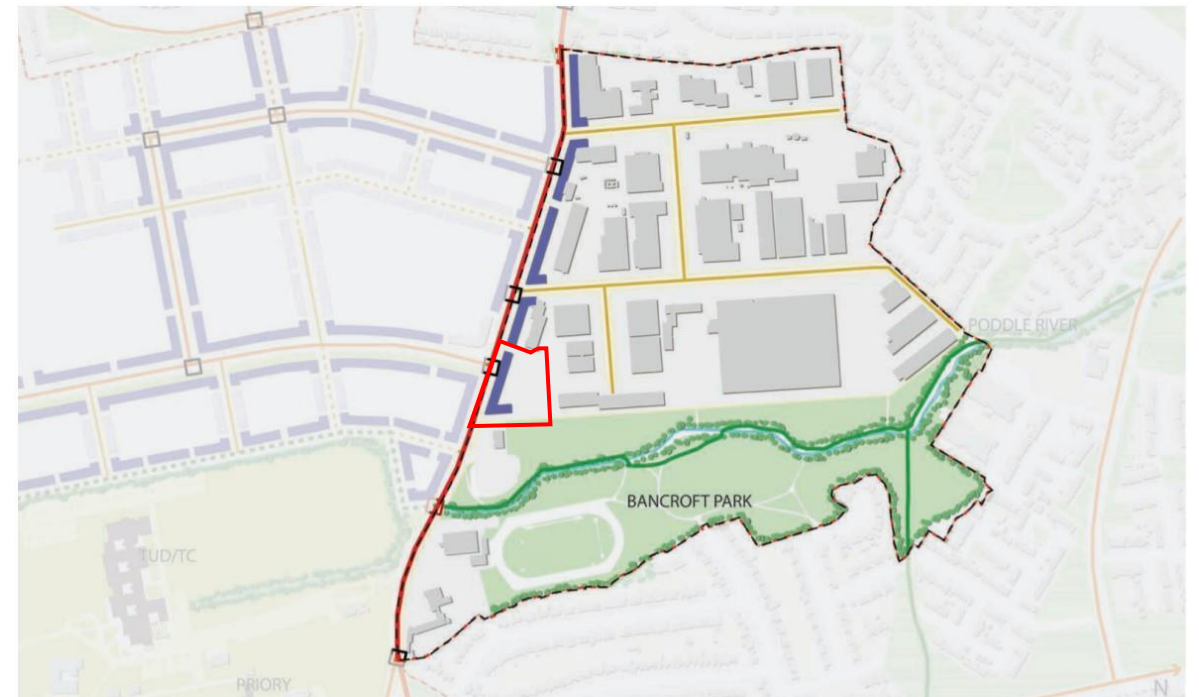 PODDLE RIVER
BANCROFT PARK
TUD/TC
PRIORY
N